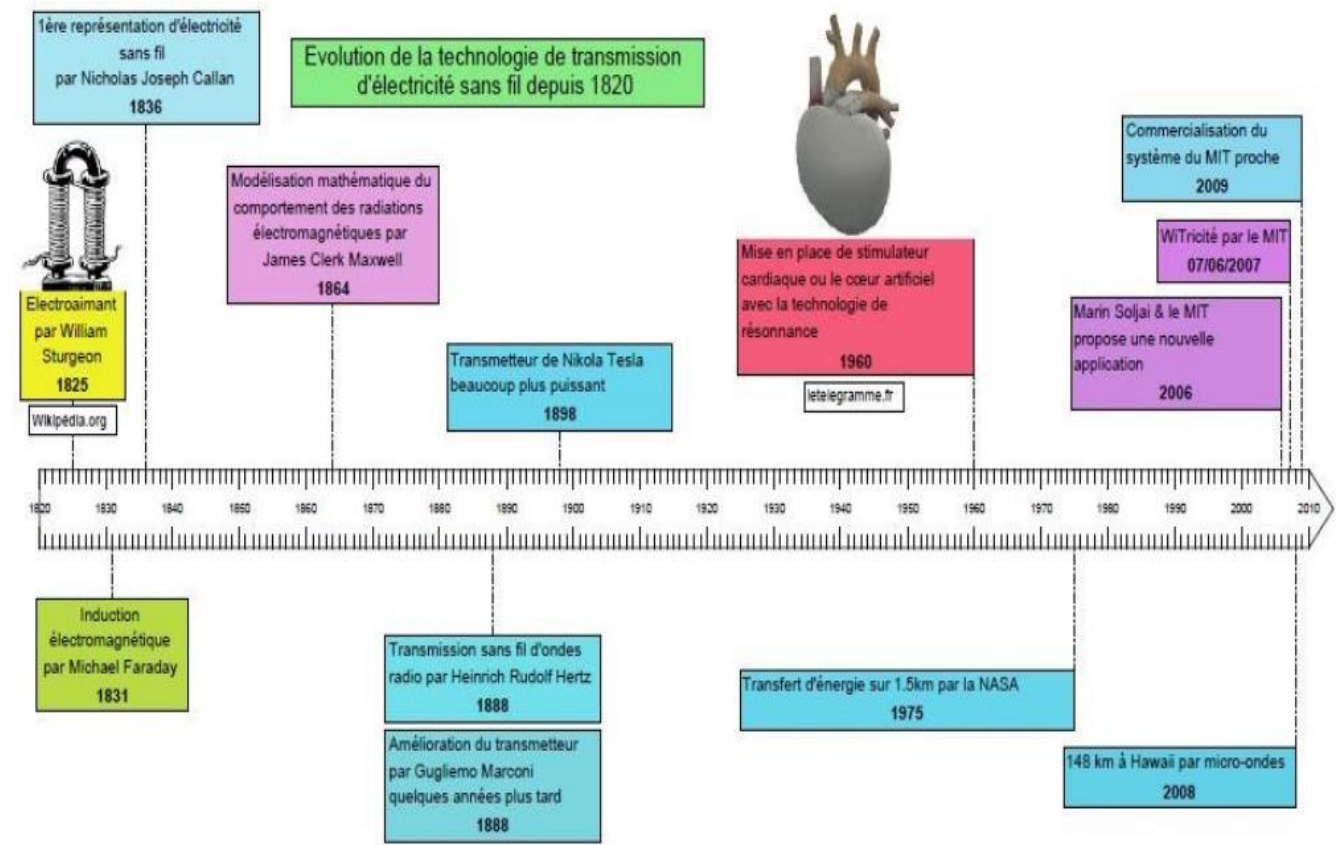 1ère représentation d'électricité
sans fil
par Nicholas Joseph Callan
1836
Evolution de la technologie de transmission
d'électricité sans fil depuis 1820
Commercialisation du
système du MIT proche
2009
Modélisation mathématique du
comportement des radiations
électromagnétiques par
James Clerk Maxwell
1864
WiTricité par le MIT
07/06/2007
Mise en place de stimulateur
cardiaque ou le cœur artificiel
avec la technologie de
résonnance
1960
letelegramme.fr
Electroaimant
par William
Sturgeon
1825
Wikipédia.org
Marin Soljai & le MIT
propose une nouvelle
application
2006
Transmetteur de Nikola Tesla
beaucoup plus puissant
1898
1820 1830 1840 1850 1860 1870 1880 1890 1900 1910 1920 1930 1940 1950 1960 1970 1980 1990 2000 2010
Induction
électromagnétique
par Michael Faraday
1831
Transmission sans fil d'ondes
radio par Heinrich Rudolf Hertz
1888
Amélioration du transmetteur
par Gugliemo Marconi
quelques années plus tard
1888
Transfert d'énergie sur 1.5km par la NASA
1975
148 km à Hawaii par micro-ondes
2008